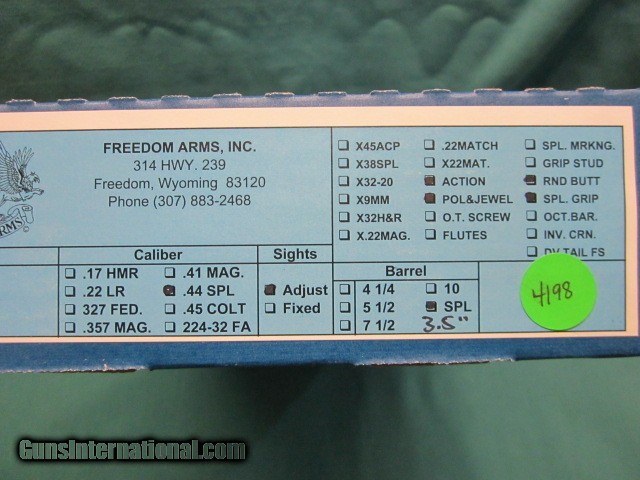 FREEDOM ARMS, INC.
314 HWY. 239
Freedom, Wyoming 83120
Phone (307) 883-2468
ARMS
X45ACP
X38SPL
X32-20
X9MM
X32H&R
X.22MAG.
.22MATCH
X22MAT.
ACTION
POL&JEWEL
O.T. SCREW
FLUTES
SPL. MRKNG.
GRIP STUD
RND BUTT
SPL. GRIP
OCT.BAR.
INV. CRN.
DV TAIL FS
Caliber
.17 HMR
.22 LR
327 FED.
.357 MAG.
.41 MAG.
.44 SPL
.45 COLT
224-32 FA
Sights
Adjust
Fixed
Barrel
4 1/4
5 1/2
7 1/2
10
SPL
3.5"
4198
GunsInternational.com